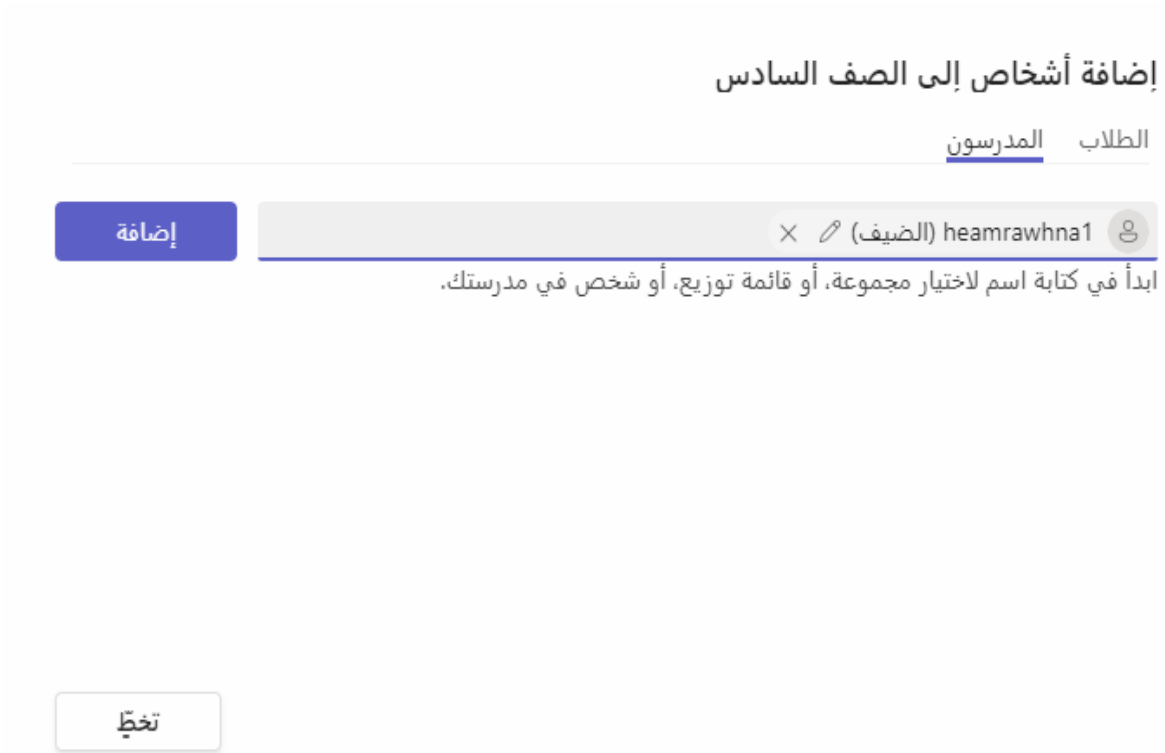 إضافة أشخاص إلى الصف السادس
الطلاب المدرسون
heamrawhna1 (الضيف) إضافة
ابدأ في كتابة اسم لاختيار مجموعة، أو قائمة توزيع، أو شخص في مدرستك.
تخطّ